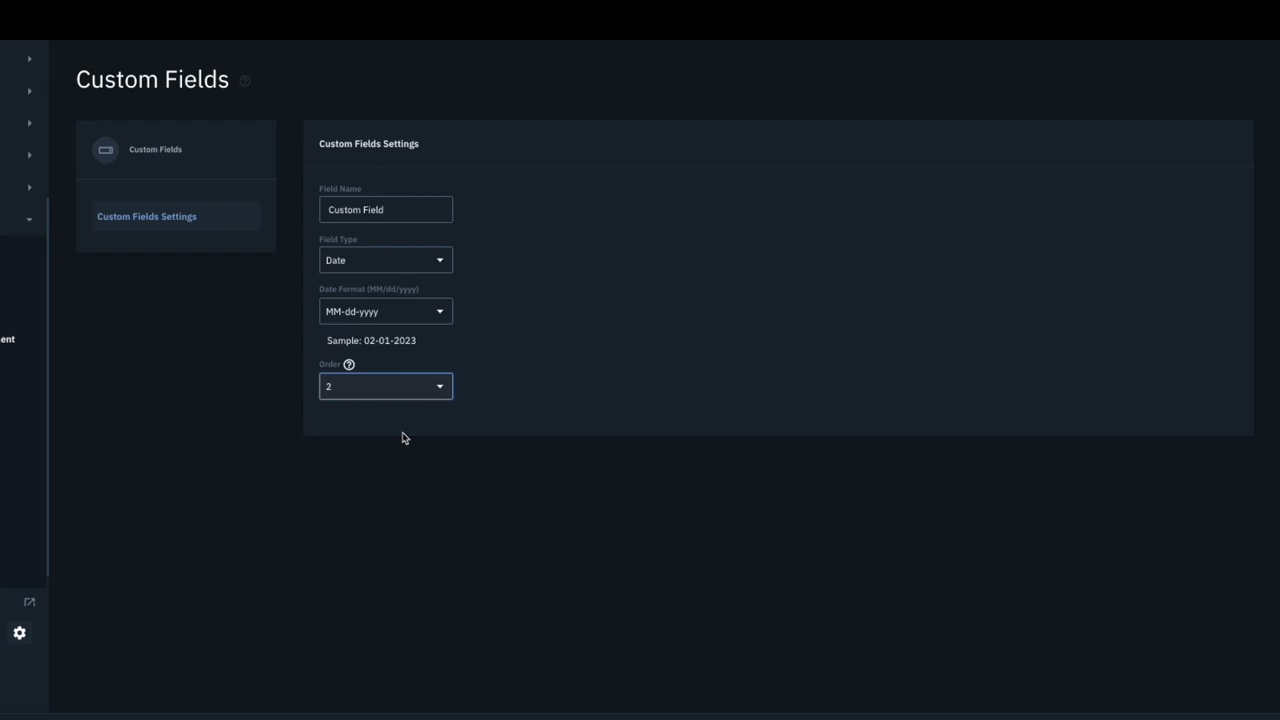 Custom Fields
Custom Fields
Custom Fields Settings
Custom Fields Settings
Field Name
Custom Field
Field Type
Date
Date Format (MM/dd/yyyy)
MM-dd-yyyy
Sample: 02-01-2023
Order
2
ent